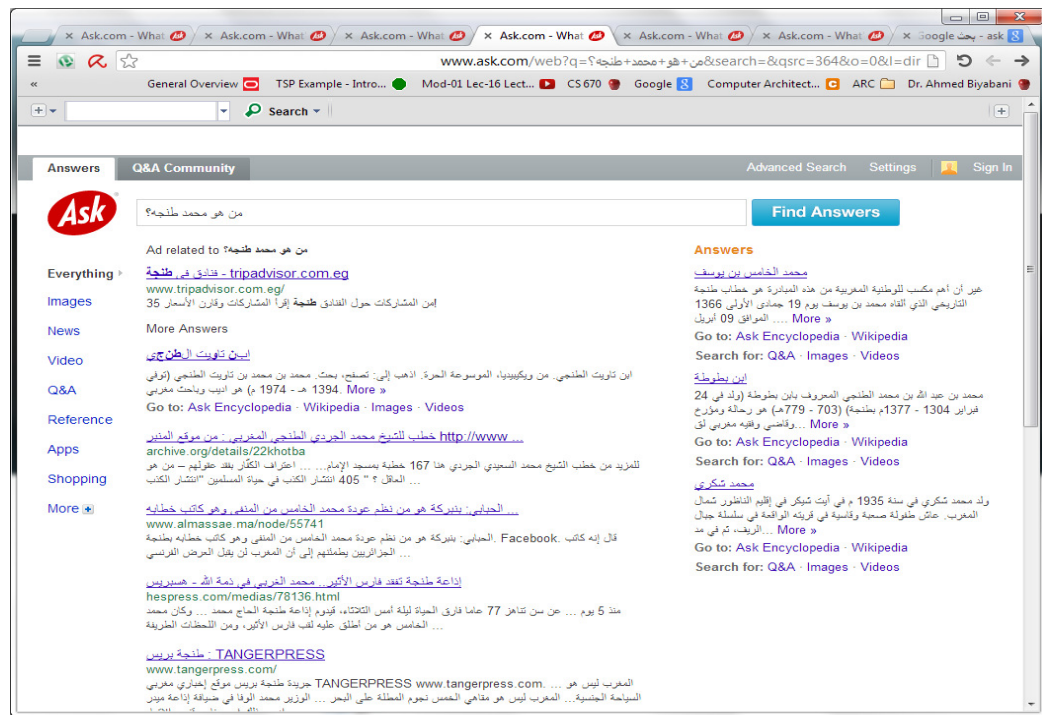 Ask.com - What
Ask.com - What
Ask.com - What
Ask.com - What
Ask.com - What
Ask.com - What
ask - بحث Google
www.ask.com/web?q=من+هو+محمد+طنجه؟&search=&qsrc=364&o=0&l=dir
General Overview TSP Example - Intro... Mod-01 Lec-16 Lect... CS 670 Google Computer Architect... ARC Dr. Ahmed Biyabani
Search
Answers Q&A Community Advanced Search Settings Sign In
Ask من هو محمد طنجه؟ Find Answers
Ad related to من هو محمد طنجه؟
Everything
Images
News
Video
Q&A
Reference
Apps
Shopping
More
فنادق في طنجة - tripadvisor.com.eg
www.tripadvisor.com.eg/
35 من المشاركات حول الفنادق طنجة إقرأ المشاركات وقارن الأسعار!
More Answers
ابن تاويت الطنجي
ابن تاويت الطنجي. من ويكيبيديا، الموسوعة الحرة. اذهب إلى: تصفح، بحث. محمد بن محمد بن تاويت الطنجي (توفي
1394 هـ - 1974 م) هو اديب وباحث مغربي. More »
Go to: Ask Encyclopedia · Wikipedia · Images · Videos
خطب للشيخ محمد الجردي الطنجي المغربي : من موقع المنبر http://www ...
archive.org/details/22khotba
للمزيد من خطب الشيخ محمد السعيدي الجردي هنا 167 خطبة بمسجد الإمام... ... اعتراف الكفّار بفقد عقولهم – من هو
العاقل ؟ " 405 انتشار الكذب في حياة المسلمين "انتشار الكذب ...
الحبابي: بنبركة هو من نظم عودة محمد الخامس من المنفى وهو كاتب خطابه ...
www.almassae.ma/node/55741
قال إنه كاتب. Facebook. الحبابي: بنبركة هو من نظم عودة محمد الخامس من المنفى وهو كاتب خطابه بطنجة
الجزائريين يطمئنهم إلى أن المغرب لن يقبل العرض الفرنسي ...
إذاعة طنجة تفقد فارس الأثير.. محمد الغربي في ذمة الله - هسبريس
hespress.com/medias/78136.html
منذ 5 يوم ... عن سن تناهز 77 عاما فارق الحياة ليلة أمس الثلاثاء، قيدوم إذاعة طنجة الحاج محمد ... وكان محمد
الخامس هو من أطلق عليه لقب فارس الأثير، ومن اللحظات الطريفة ...
طنجة بريس : TANGERPRESS
www.tangerpress.com/
TANGERPRESS www.tangerpress.com. جريدة طنجة بريس موقع إخباري مغربي ... المغرب ليس هو
السياحة الجنسية... المغرب ليس هو مقاهي الخمس نجوم المطلة على البحر ... الوزير محمد الوفا في ضيافة إذاعة ميدر
Answers
محمد الخامس بن يوسف
غير أن أهم مكسب للوطنية المغربية من هذه المبادرة هو خطاب طنجة
التاريخي الذي ألقاه محمد بن يوسف يوم 19 جمادى الأولى 1366
الموافق 09 أبريل .... More »
Go to: Ask Encyclopedia · Wikipedia
Search for: Q&A · Images · Videos
ابن بطوطة
محمد بن عبد الله بن محمد الطنجي المعروف بابن بطوطة (ولد في 24
فبراير 1304 - 1377م بطنجة) (703 - 779هـ) هو رحالة ومؤرخ
وقاضي وفقيه مغربي لق... More »
Go to: Ask Encyclopedia · Wikipedia
Search for: Q&A · Images · Videos
محمد شكري
ولد محمد شكري في سنة 1935 م في آيت شيكر في إقليم الناظور شمال
المغرب. عاش طفولة صعبة وقاسية في قريته الواقعة في سلسلة جبال
الريف، ثم في مد... More »
Go to: Ask Encyclopedia · Wikipedia
Search for: Q&A · Images · Videos